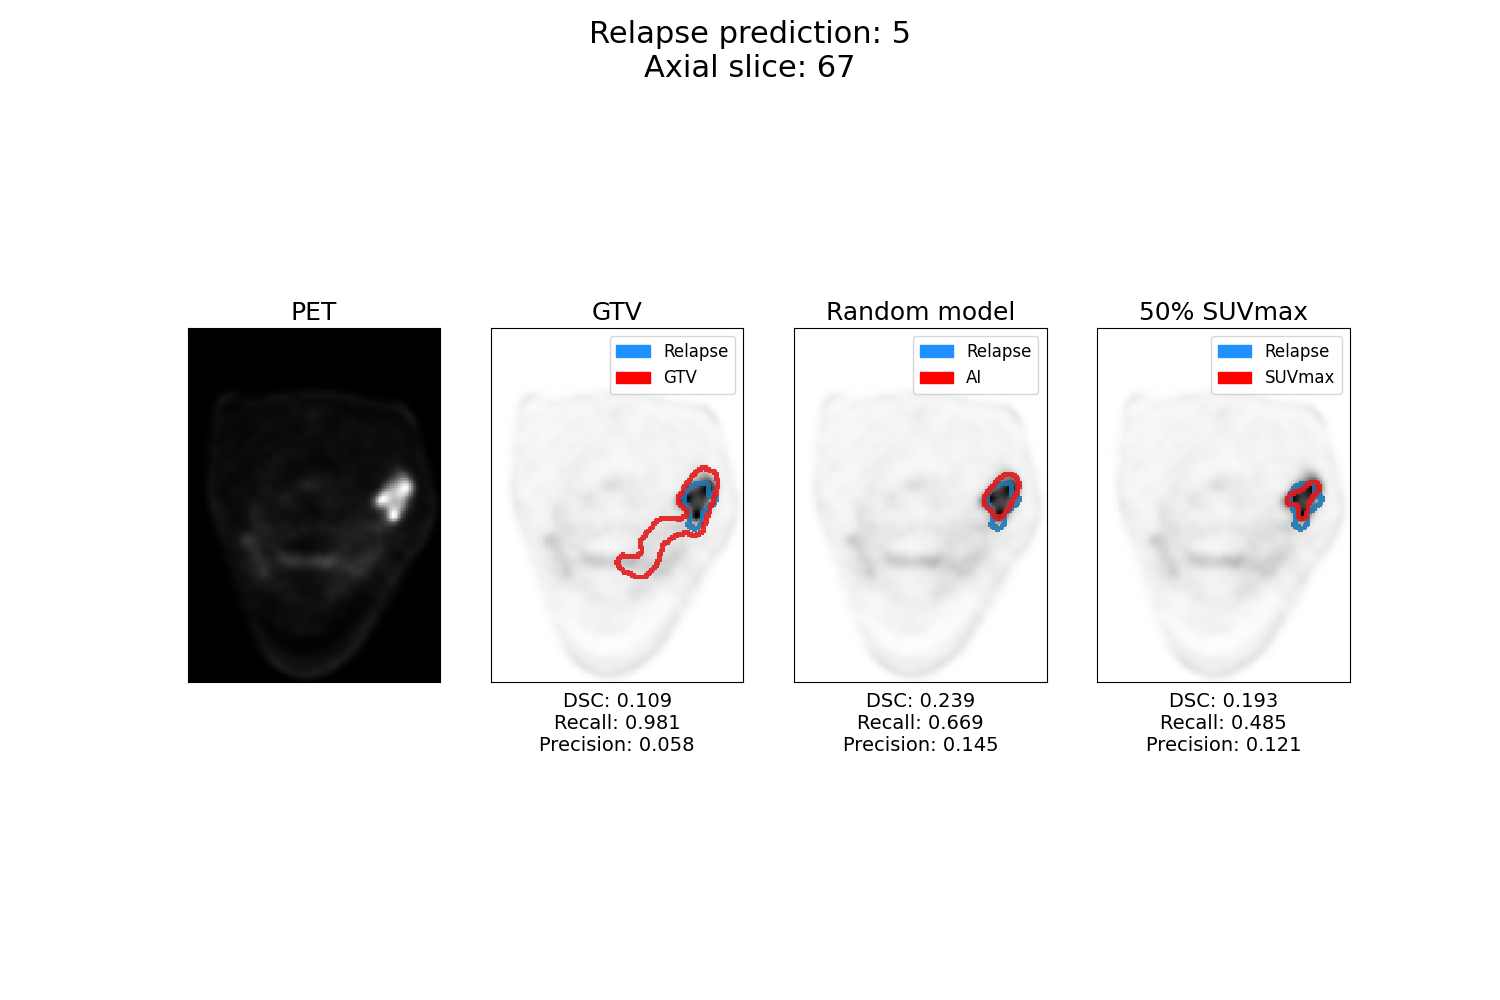 Relapse prediction: 5
Axial slice: 67
PET
GTV
Relapse
GTV
DSC: 0.109
Recall: 0.981
Precision: 0.058
Random model
Relapse
AI
DSC: 0.239
Recall: 0.669
Precision: 0.145
50% SUVmax
Relapse
SUVmax
DSC: 0.193
Recall: 0.485
Precision: 0.121